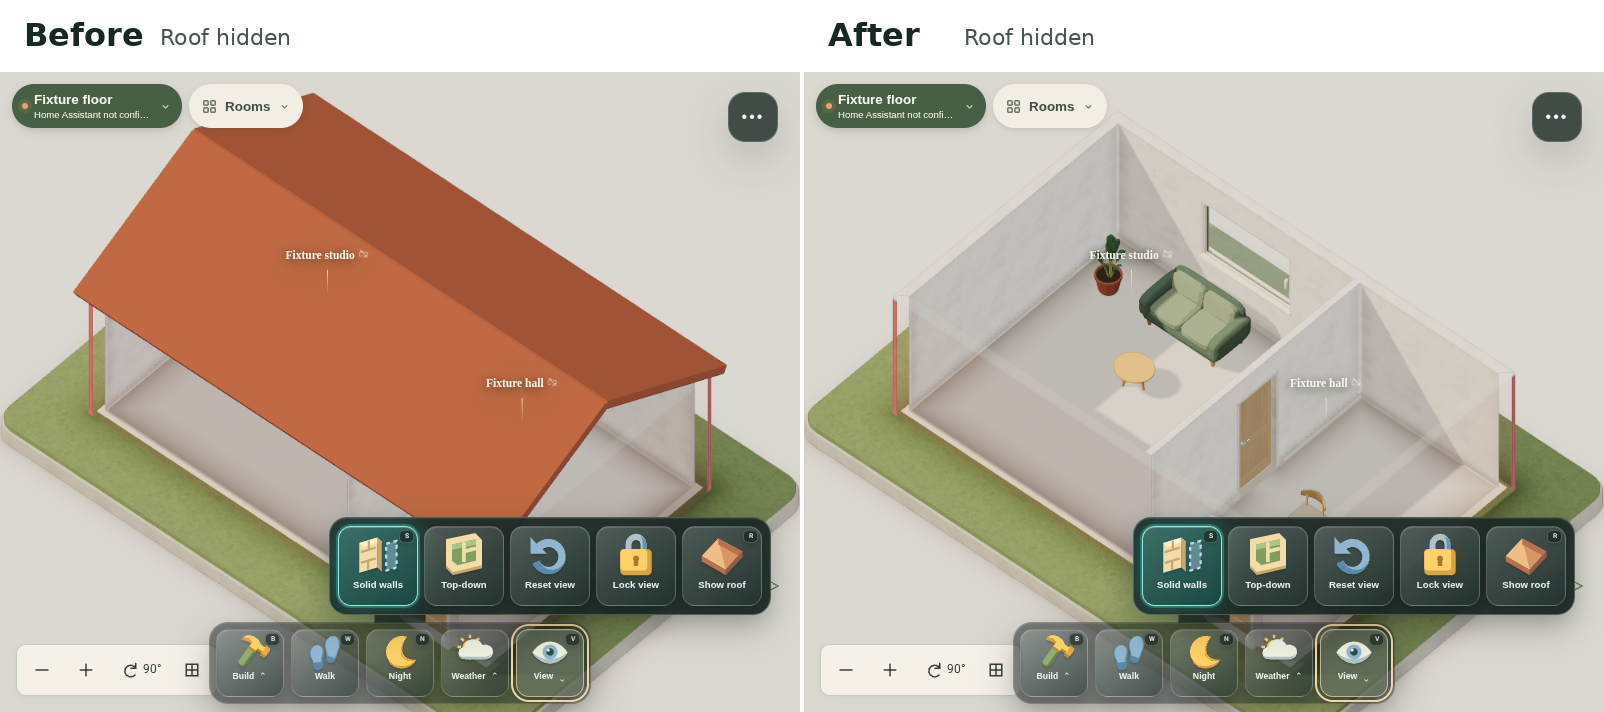 Before Roof hidden
After Roof hidden
Fixture floor
Home Assistant not confi...
Rooms
Fixture studio
Fixture hall
S
Solid walls
Top-down
Reset view
Lock view
R
Show roof
90°
B
Build
W
Walk
N
Night
Weather
V
View
Fixture floor
Home Assistant not confi...
Rooms
Fixture studio
Fixture hall
S
Solid walls
Top-down
Reset view
Lock view
R
Show roof
90°
B
Build
W
Walk
N
Night
Weather
V
View